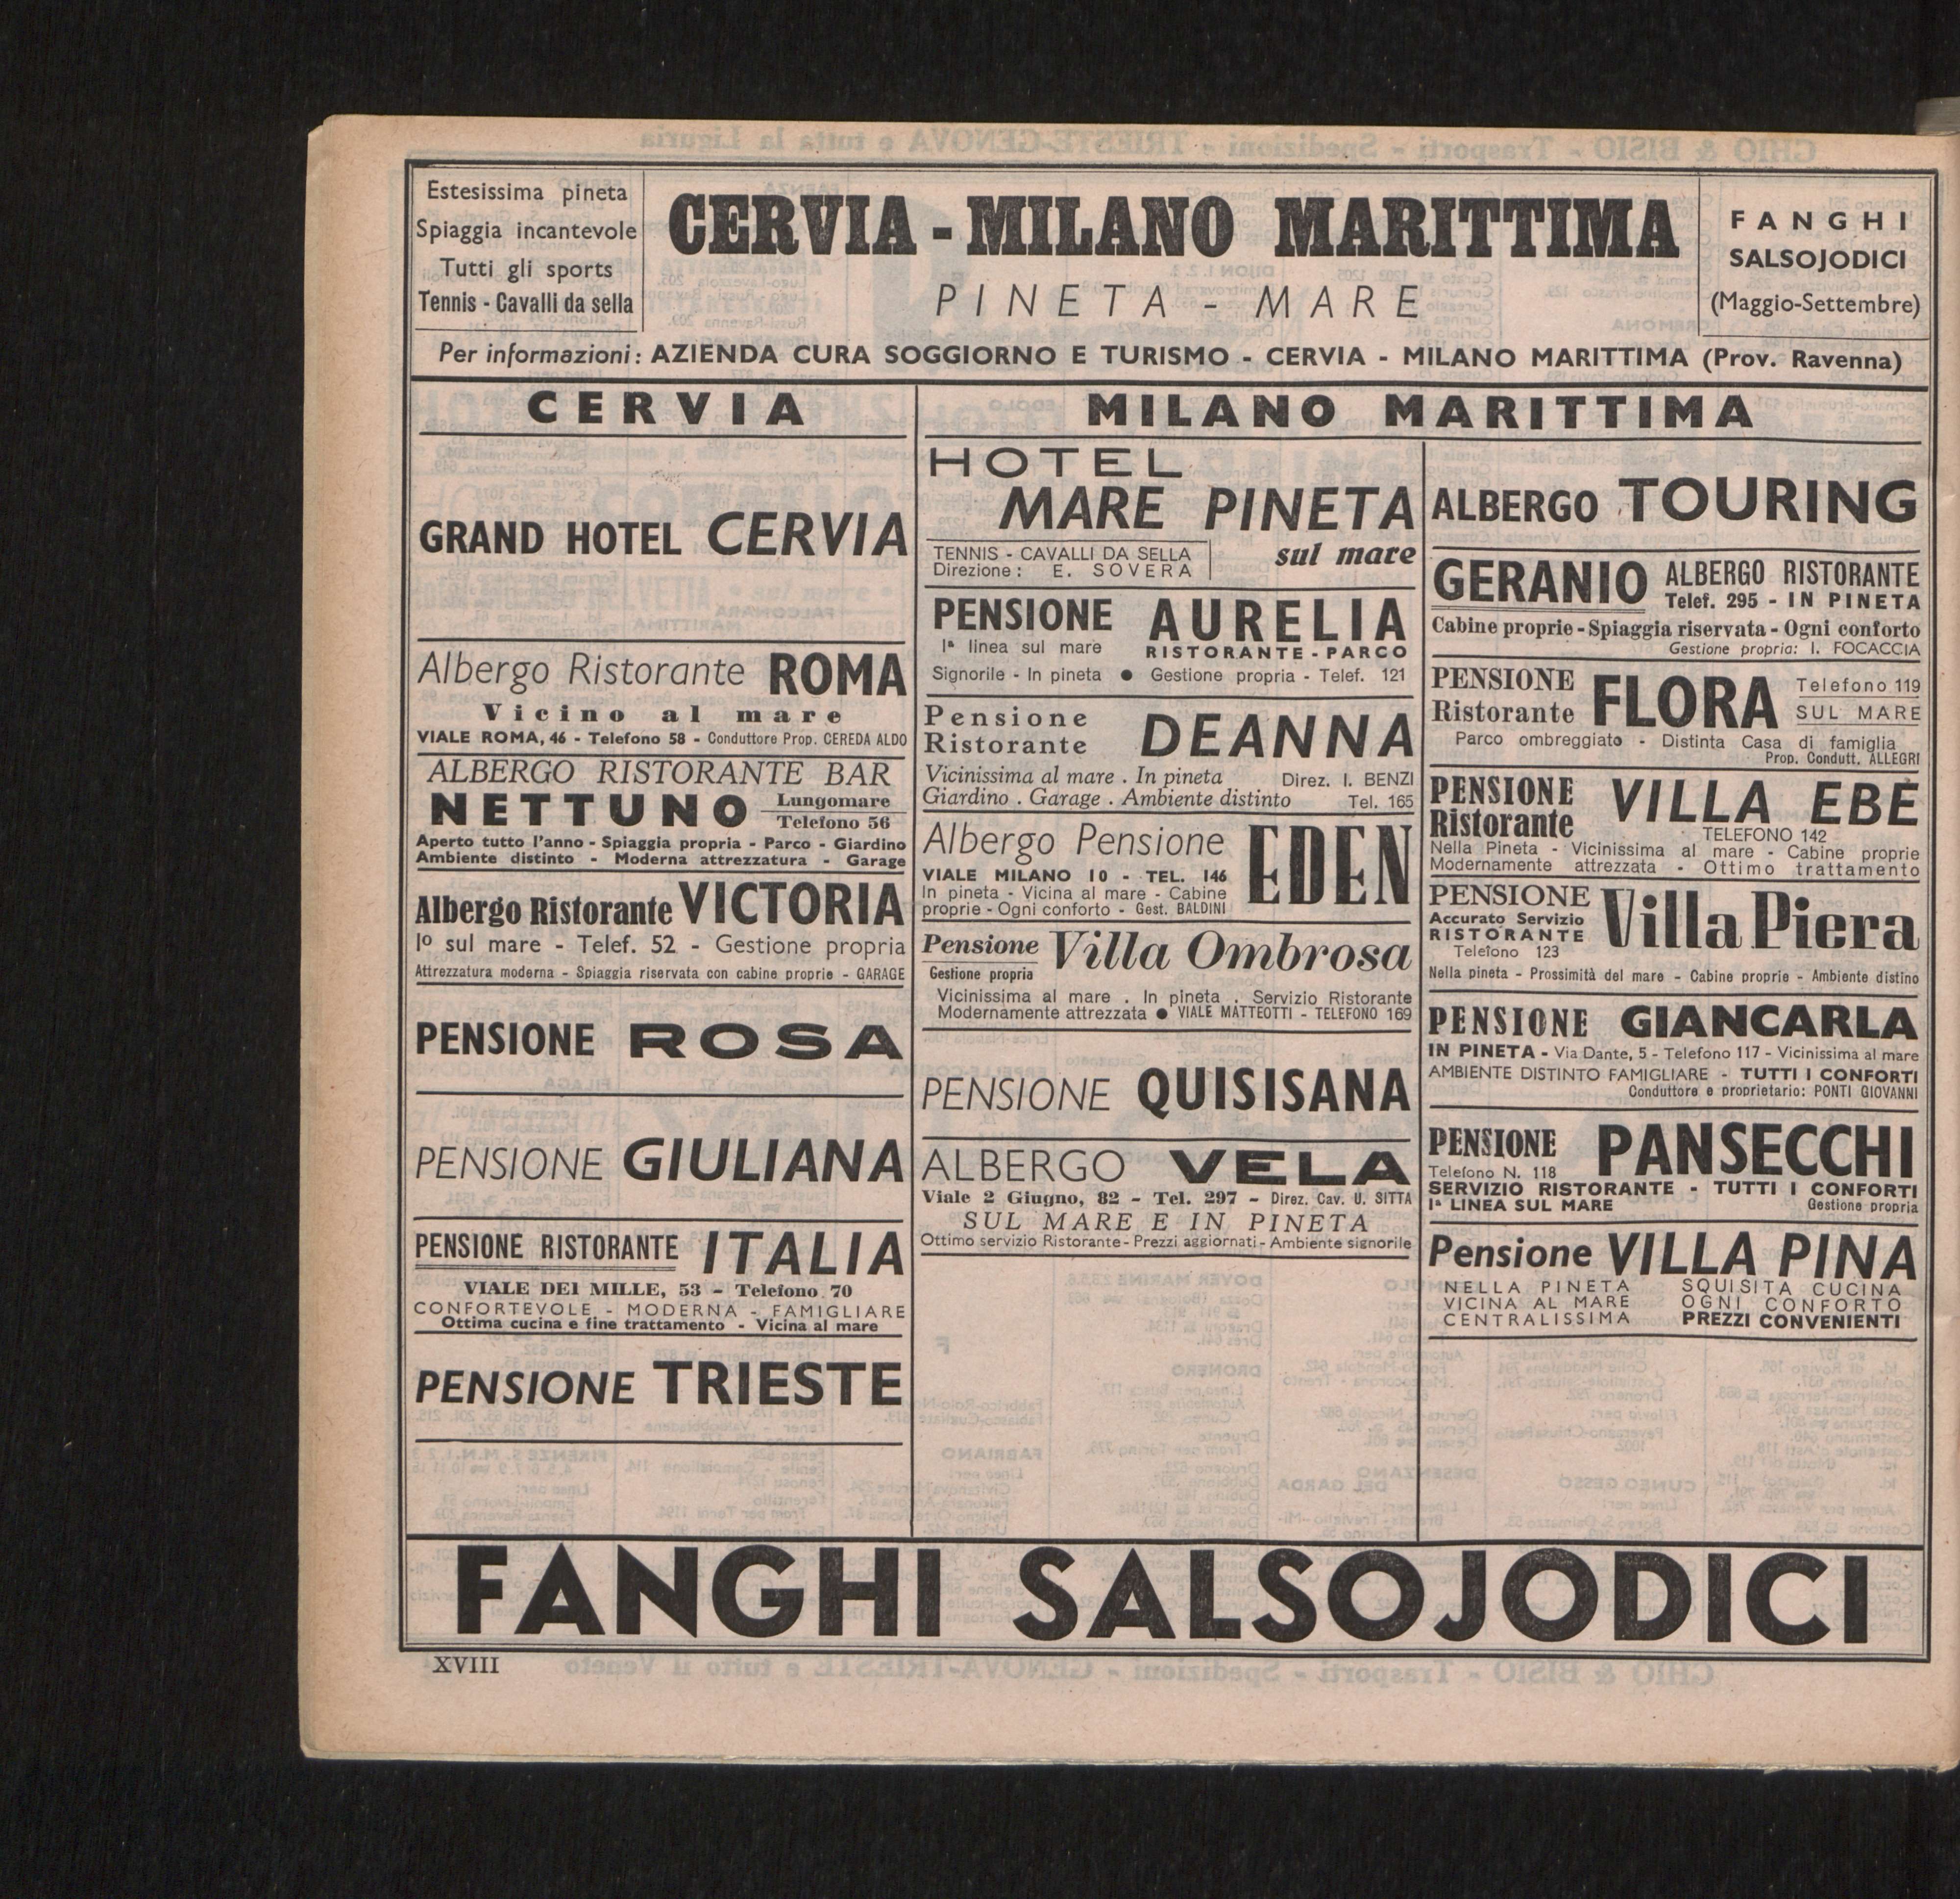 Estesissima pineta
Spiaggia incantevole
Tutti gli sports
Tennis - Cavalli da sella
CERVIA - MILANO MARITTIMA
PINETA - MARE
FANGHI
SALSOJODICI
(Maggio-Settembre)
Per informazioni: AZIENDA CURA SOGGIORNO E TURISMO - CERVIA - MILANO MARITTIMA (Prov. Ravenna)
CERVIA
GRAND HOTEL CERVIA
Albergo Ristorante ROMA
Vicino al mare
VIALE ROMA, 46 - Telefono 58 - Conduttore Prop. CEREDA ALDO
ALBERGO RISTORANTE BAR
NETTUNO
Lungomare
Telefono 56
Aperto tutto l'anno - Spiaggia propria - Parco - Giardino
Ambiente distinto - Moderna attrezzatura - Garage
Albergo Ristorante VICTORIA
1º sul mare - Telef. 52 - Gestione propria
Attrezzatura moderna - Spiaggia riservata con cabine proprie - GARAGE
PENSIONE ROSA
PENSIONE GIULIANA
PENSIONE RISTORANTE ITALIA
VIALE DEI MILLE, 53 - Telefono 70
CONFORTEVOLE - MODERNA - FAMIGLIARE
Ottima cucina e fine trattamento - Vicina al mare
PENSIONE TRIESTE
MILANO MARITTIMA
HOTEL
MARE PINETA
sul mare
TENNIS - CAVALLI DA SELLA
Direzione: E. SOVERA
PENSIONE AURELIA
1ª linea sul mare RISTORANTE - PARCO
Signorile - In pineta ● Gestione propria - Telef. 121
Pensione
Ristorante DEANNA
Vicinissima al mare . In pineta Direz. I. BENZI
Giardino . Garage . Ambiente distinto Tel. 165
Albergo Pensione EDEN
VIALE MILANO 10 - TEL. 146
In pineta - Vicina al mare - Cabine
proprie - Ogni conforto - Gest. BALDINI
Pensione Villa Ombrosa
Gestione propria
Vicinissima al mare . In pineta . Servizio Ristorante
Modernamente attrezzata ● VIALE MATTEOTTI - TELEFONO 169
PENSIONE QUISISANA
ALBERGO VELA
Viale 2 Giugno, 82 - Tel. 297 - Direz. Cav. U. SITTA
SUL MARE E IN PINETA
Ottimo servizio Ristorante - Prezzi aggiornati - Ambiente signorile
ALBERGO TOURING
GERANIO ALBERGO RISTORANTE
Telef. 295 - IN PINETA
Cabine proprie - Spiaggia riservata - Ogni conforto
Gestione propria: I. FOCACCIA
PENSIONE
Ristorante FLORA
Telefono 119
SUL MARE
Parco ombreggiato - Distinta Casa di famiglia
Prop. Condutt. ALLEGRI
PENSIONE
Ristorante VILLA EBE
TELEFONO 142
Nella Pineta - Vicinissima al mare - Cabine proprie
Modernamente attrezzata - Ottimo trattamento
PENSIONE Villa Piera
Accurato Servizio
RISTORANTE
Telefono 123
Nella pineta - Prossimità del mare - Cabine proprie - Ambiente distino
PENSIONE GIANCARLA
IN PINETA - Via Dante, 5 - Telefono 117 - Vicinissima al mare
AMBIENTE DISTINTO FAMIGLIARE - TUTTI I CONFORTI
Conduttore e proprietario: PONTI GIOVANNI
PENSIONE PANSECCHI
Telefono N. 118
SERVIZIO RISTORANTE - TUTTI I CONFORTI
1ª LINEA SUL MARE Gestione propria
Pensione VILLA PINA
NELLA PINETA SQUISITA CUCINA
VICINA AL MARE OGNI CONFORTO
CENTRALISSIMA PREZZI CONVENIENTI
FANGHI SALSOJODICI
XVIII